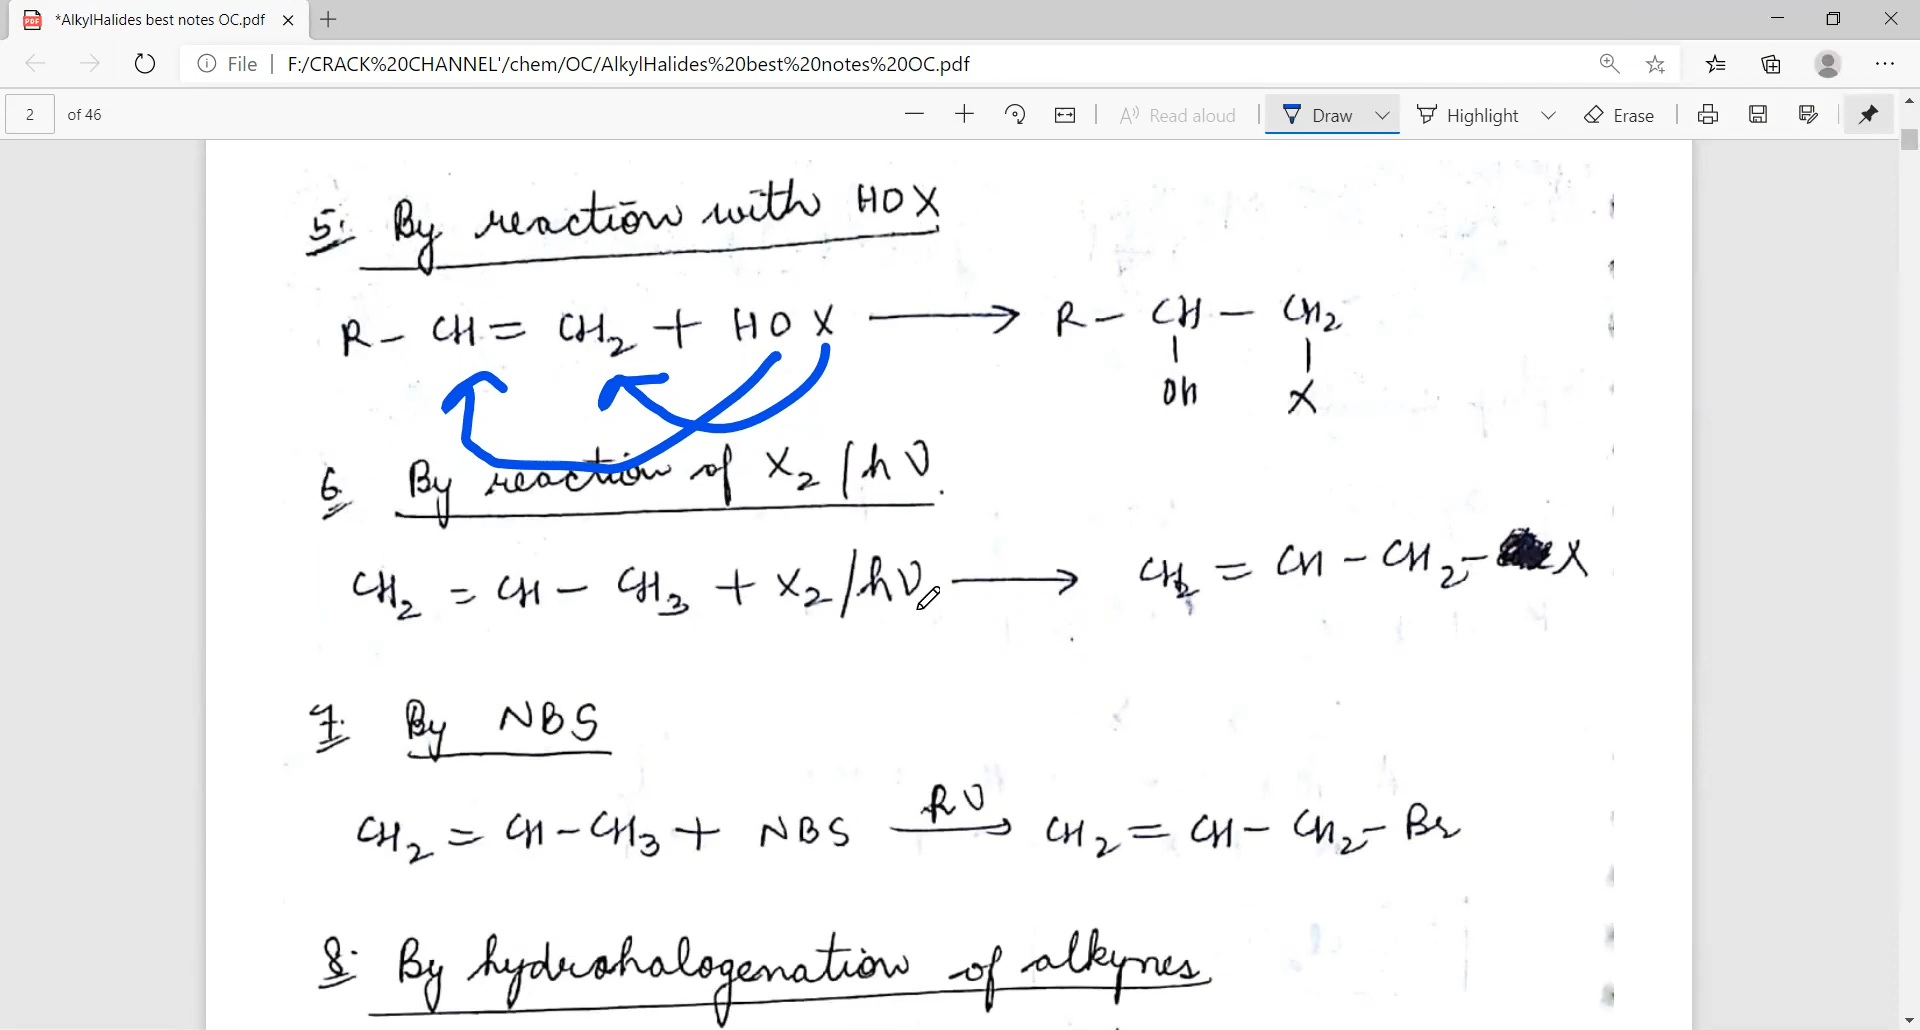 *AlkylHalides best notes OC.pdf
File | F:/CRACK%20CHANNEL'/chem/OC/AlkylHalides%20best%20notes%20OC.pdf
2 of 46 Read aloud Draw Highlight Erase
5. By reaction with HOX
R - CH = CH2 + HOX ⟶ R - CH - CH2
OH X
6. By reaction of X2 / hν.
CH2 = CH - CH3 + X2 / hν ⟶ CH2 = CH - CH2 - X
7. By NBS
hν
CH2 = CH - CH3 + NBS ⟶ CH2 = CH - CH2 - Br
8. By hydrohalogenation of alkynes